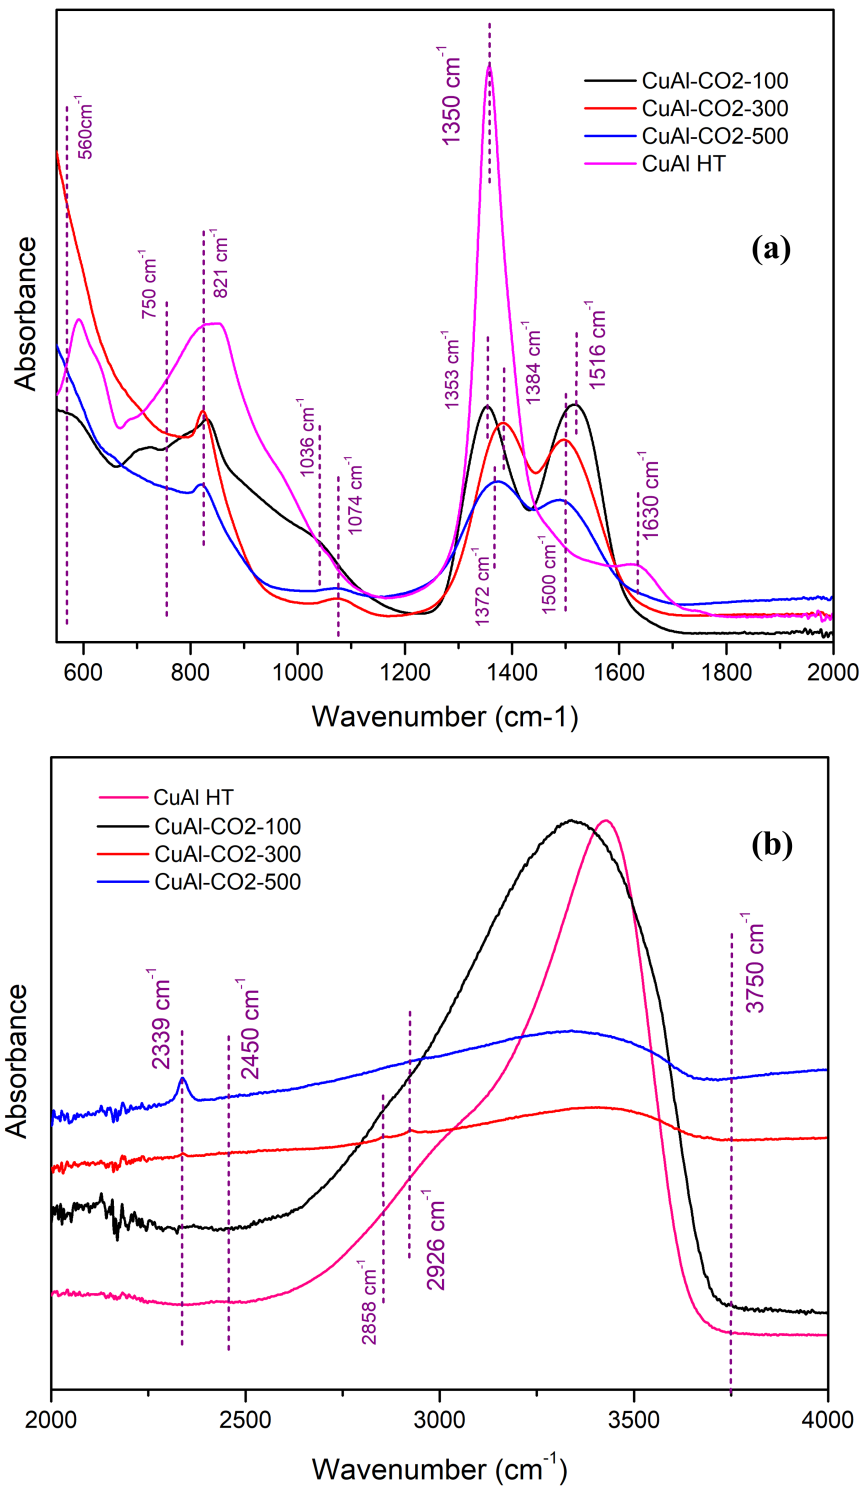 CuAl-CO2-100
CuAl-CO2-300
CuAl-CO2-500
CuAl HT
(a)
560cm⁻¹
750 cm⁻¹
821 cm⁻¹
1036 cm⁻¹
1074 cm⁻¹
1350 cm⁻¹
1353 cm⁻¹
1384 cm⁻¹
1516 cm⁻¹
1372 cm⁻¹
1500 cm⁻¹
1630 cm⁻¹
Absorbance
600 800 1000 1200 1400 1600 1800 2000
Wavenumber (cm-1)
CuAl HT
CuAl-CO2-100
CuAl-CO2-300
CuAl-CO2-500
(b)
2339 cm⁻¹
2450 cm⁻¹
2858 cm⁻¹
2926 cm⁻¹
3750 cm⁻¹
Absorbance
2000 2500 3000 3500 4000
Wavenumber (cm⁻¹)